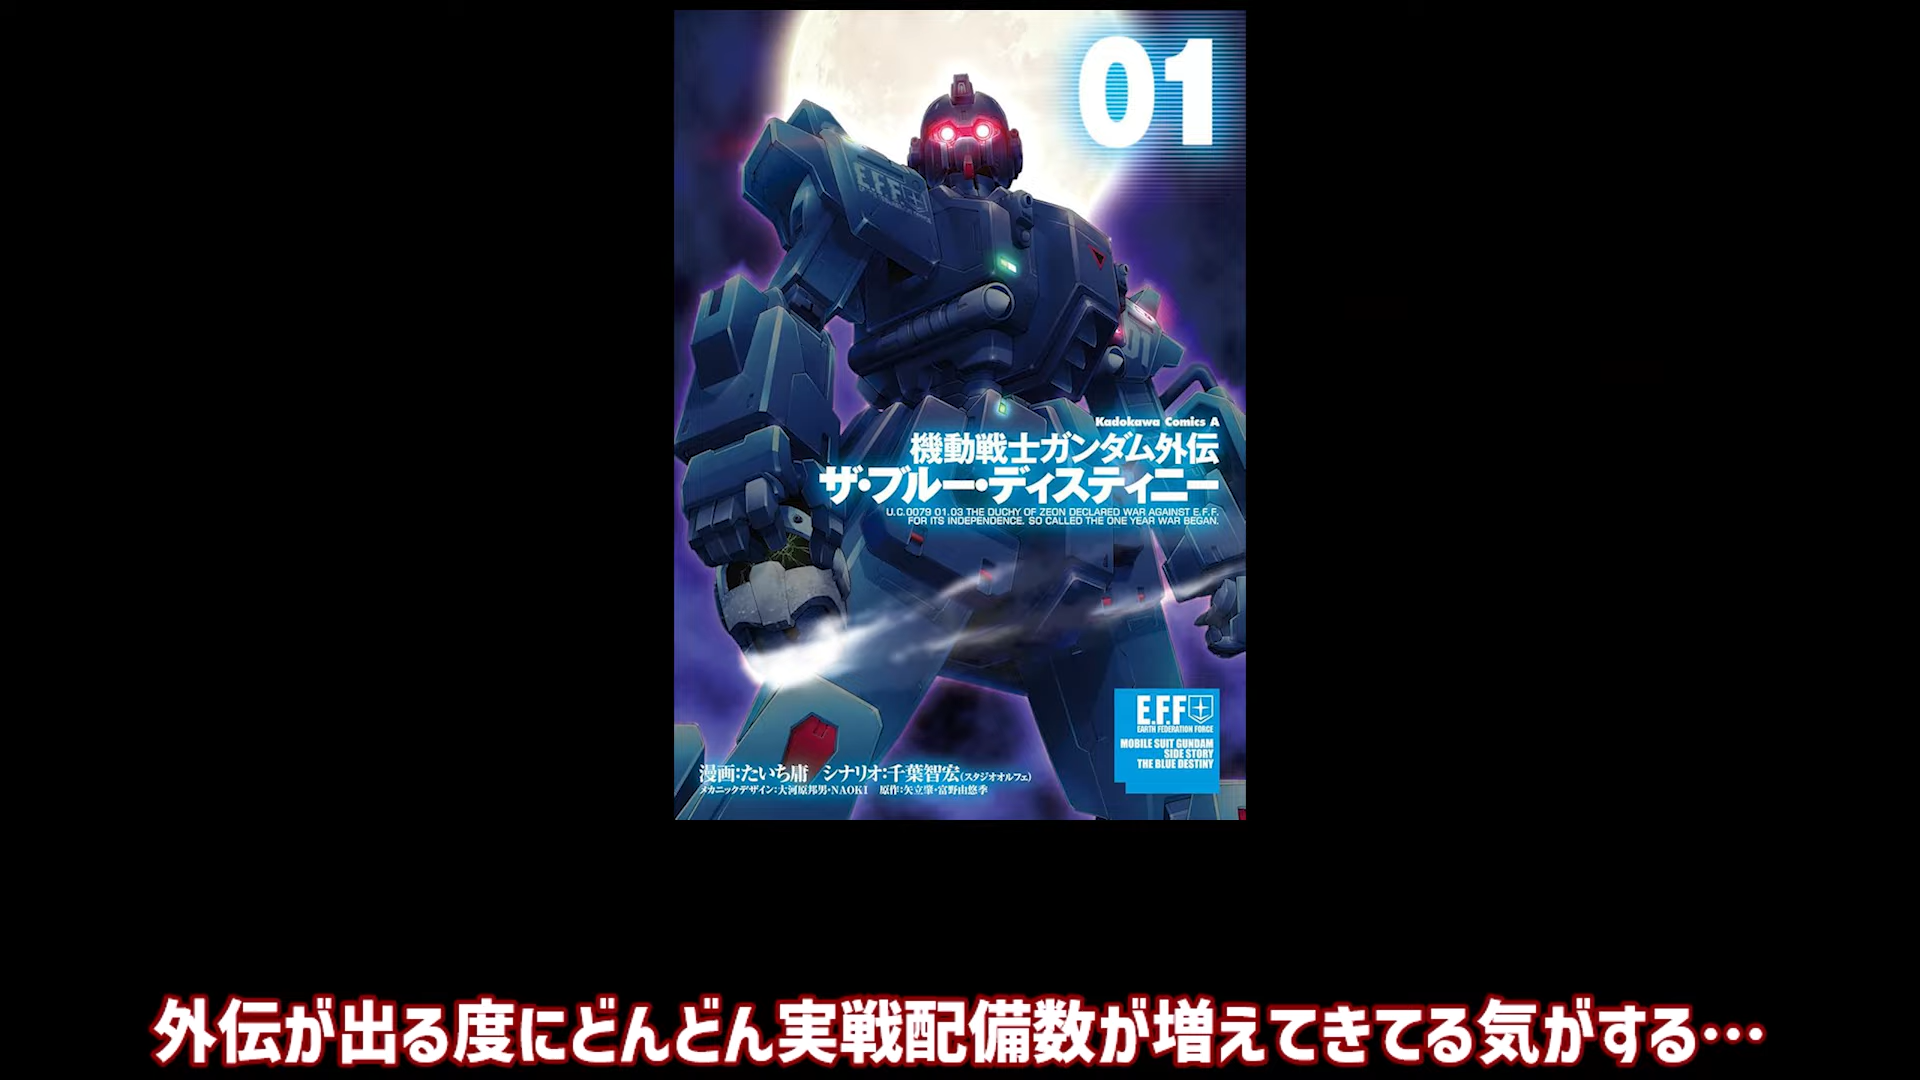 01
E.F.F.
01
Kadokawa Comics A
機動戦士ガンダム外伝
ザ・ブルー・ディスティニー
U.C.0079 01.03 THE DUCHY OF ZEON DECLARED WAR AGAINST E.F.F.
FOR ITS INDEPENDENCE. SO CALLED THE ONE YEAR WAR BEGAN.
E.F.F
EARTH FEDERATION FORCE
MOBILE SUIT GUNDAM
SIDE STORY
THE BLUE DESTINY
漫画:たいち庸 シナリオ:千葉智宏(スタジオオルフェ)
メカニックデザイン:大河原邦男・NAOKI 原作:矢立肇・富野由悠季
外伝が出る度にどんどん実戦配備数が増えてきてる気がする…